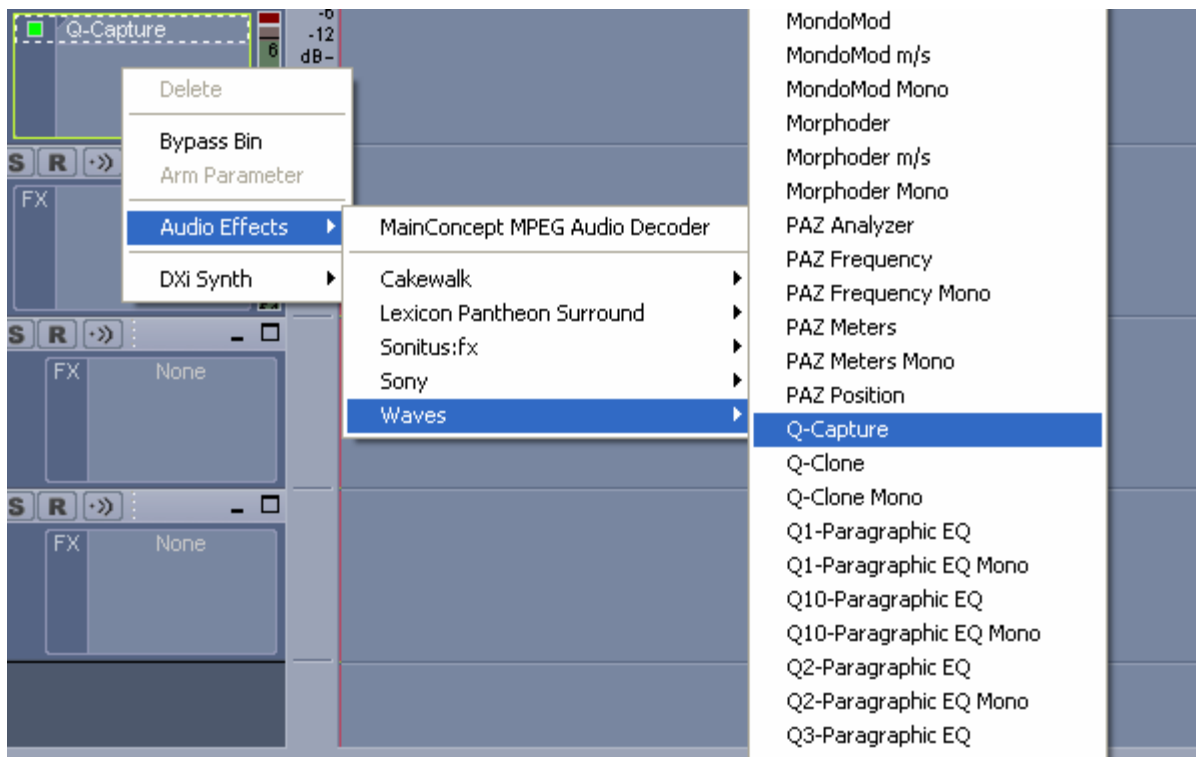 Q-Capture
-6
-12
dB-
6
S R
FX
S R
FX None
S R
FX None
Delete
Bypass Bin
Arm Parameter
Audio Effects
DXi Synth
MainConcept MPEG Audio Decoder
Cakewalk
Lexicon Pantheon Surround
Sonitus:fx
Sony
Waves
MondoMod
MondoMod m/s
MondoMod Mono
Morphoder
Morphoder m/s
Morphoder Mono
PAZ Analyzer
PAZ Frequency
PAZ Frequency Mono
PAZ Meters
PAZ Meters Mono
PAZ Position
Q-Capture
Q-Clone
Q-Clone Mono
Q1-Paragraphic EQ
Q1-Paragraphic EQ Mono
Q10-Paragraphic EQ
Q10-Paragraphic EQ Mono
Q2-Paragraphic EQ
Q2-Paragraphic EQ Mono
Q3-Paragraphic EQ